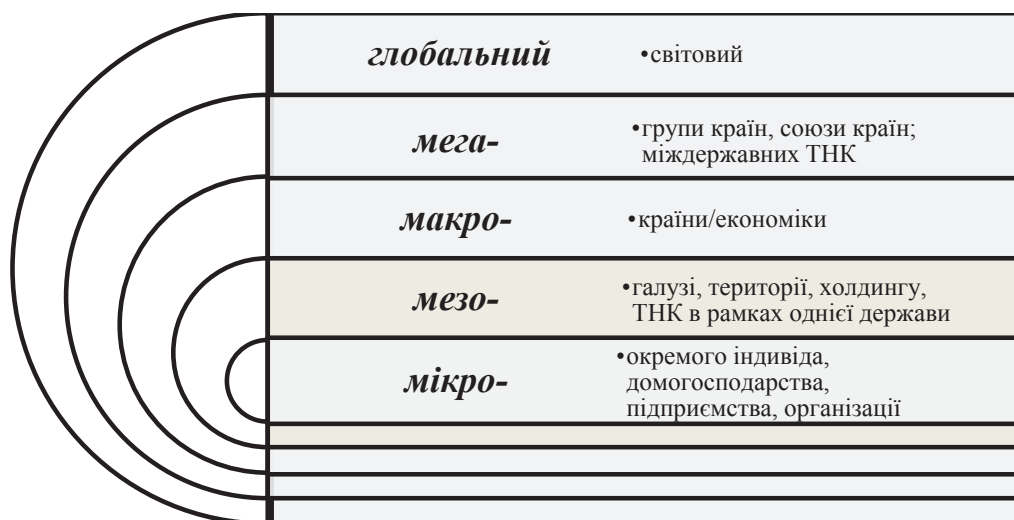 глобальний
•світовий
мега-
•групи країн, союзи країн;
міждержавних ТНК
макро-
•країни/економіки
мезо-
•галузі, території, холдингу,
ТНК в рамках однієї держави
мікро-
•окремого індивіда,
домогосподарства,
підприємства, організації